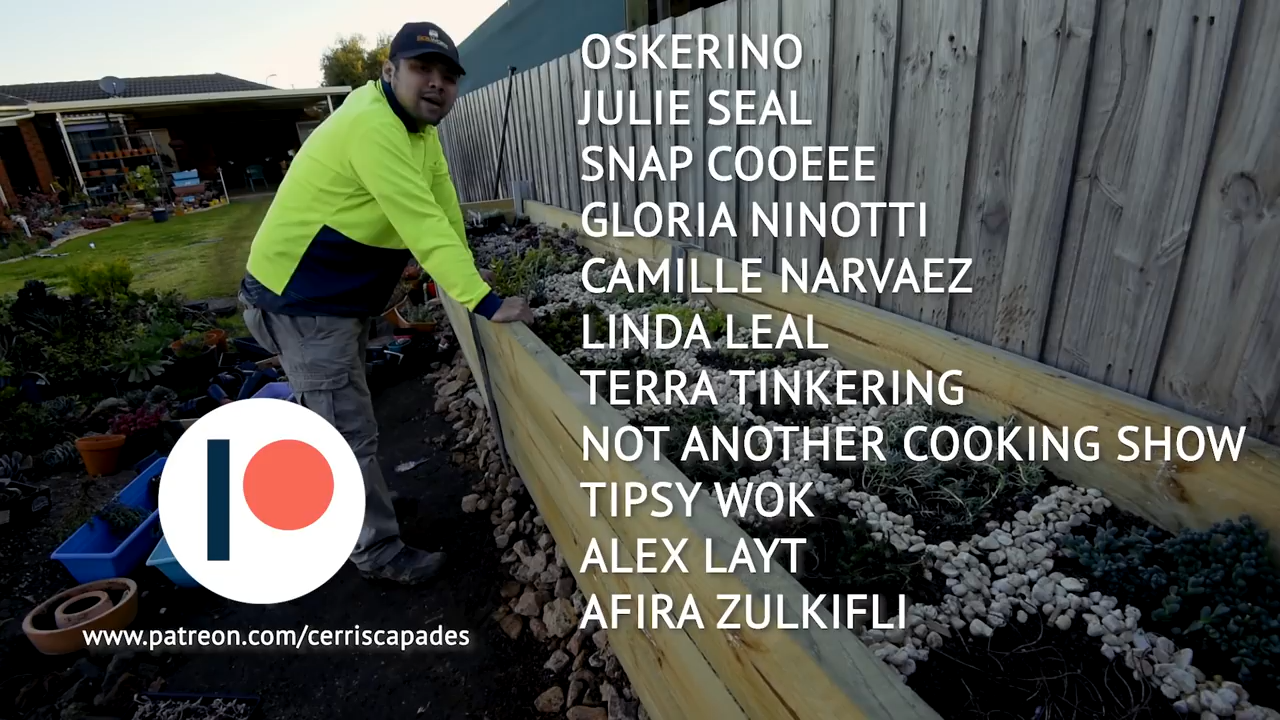 OSKERINO
JULIE SEAL
SNAP COOEEE
GLORIA NINOTTI
CAMILLE NARVAEZ
LINDA LEAL
TERRA TINKERING
NOT ANOTHER COOKING SHOW
TIPSY WOK
ALEX LAYT
AFIRA ZULKIFLI
www.patreon.com/cerriscapades